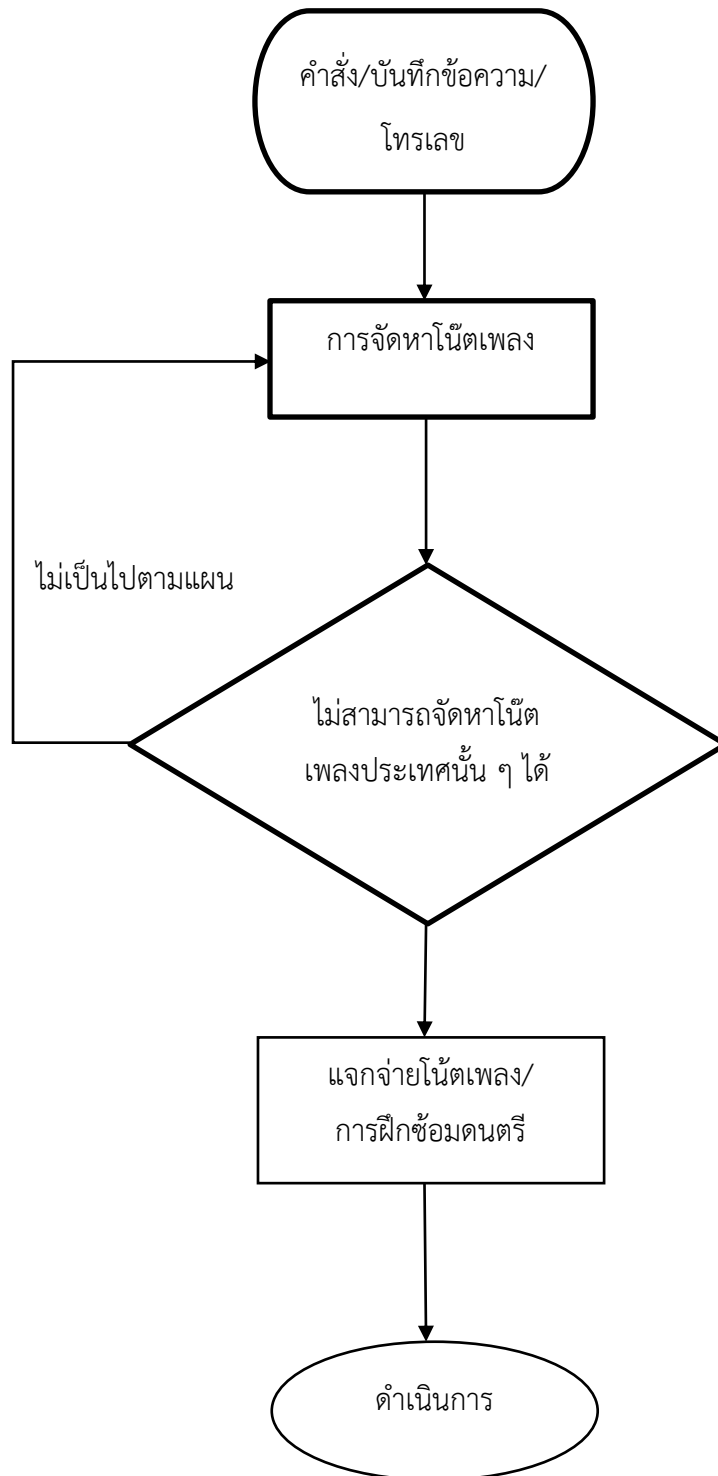 คำสั่ง/บันทึกข้อความ/
โทรเลข
การจัดหาโน๊ตเพลง
ไม่เป็นไปตามแผน
ไม่สามารถจัดหาโน๊ต
เพลงประเทศนั้น ๆ ได้
แจกจ่ายโน้ตเพลง/
การฝึกซ้อมดนตรี
ดำเนินการ